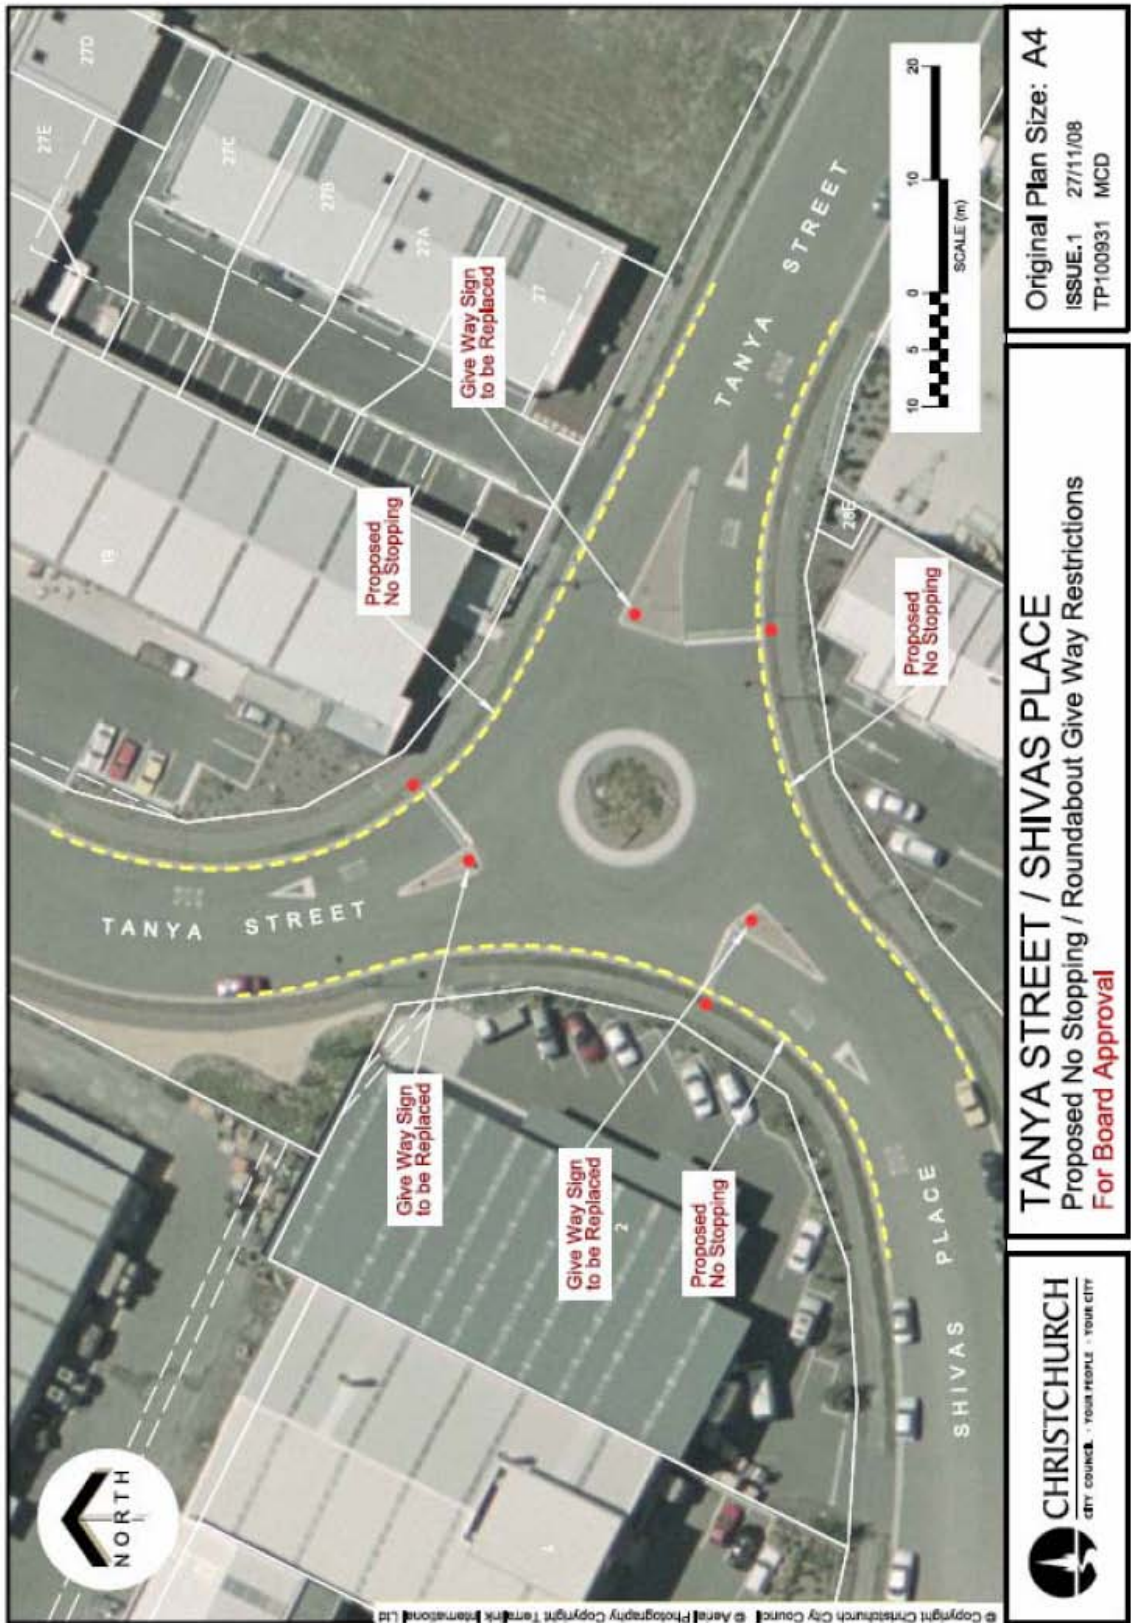 27D
27E
27C
27B
27A
27
19
Give Way Sign
to be Replaced
Proposed
No Stopping
TANYA STREET
TANYA STREET
28B
Proposed
No Stopping
Give Way Sign
to be Replaced
Give Way Sign
to be Replaced
2
Proposed
No Stopping
SHIVAS PLACE
4
NORTH
10 5 0 10 20
SCALE (m)
© Copyright Christchurch City Council © Aerial Photography Copyright Terralink International Ltd
CHRISTCHURCH
CITY COUNCIL · YOUR PEOPLE · YOUR CITY
TANYA STREET / SHIVAS PLACE
Proposed No Stopping / Roundabout Give Way Restrictions
For Board Approval
Original Plan Size: A4
ISSUE.1 27/11/08
TP100931 MCD